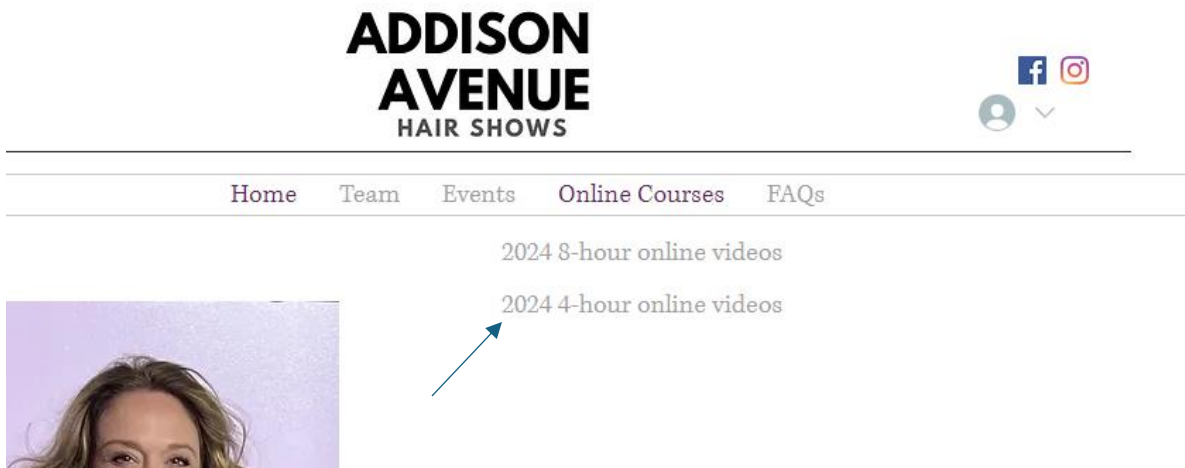 ADDISON
AVENUE
HAIR SHOWS
Home Team Events Online Courses FAQs
2024 8-hour online videos
2024 4-hour online videos